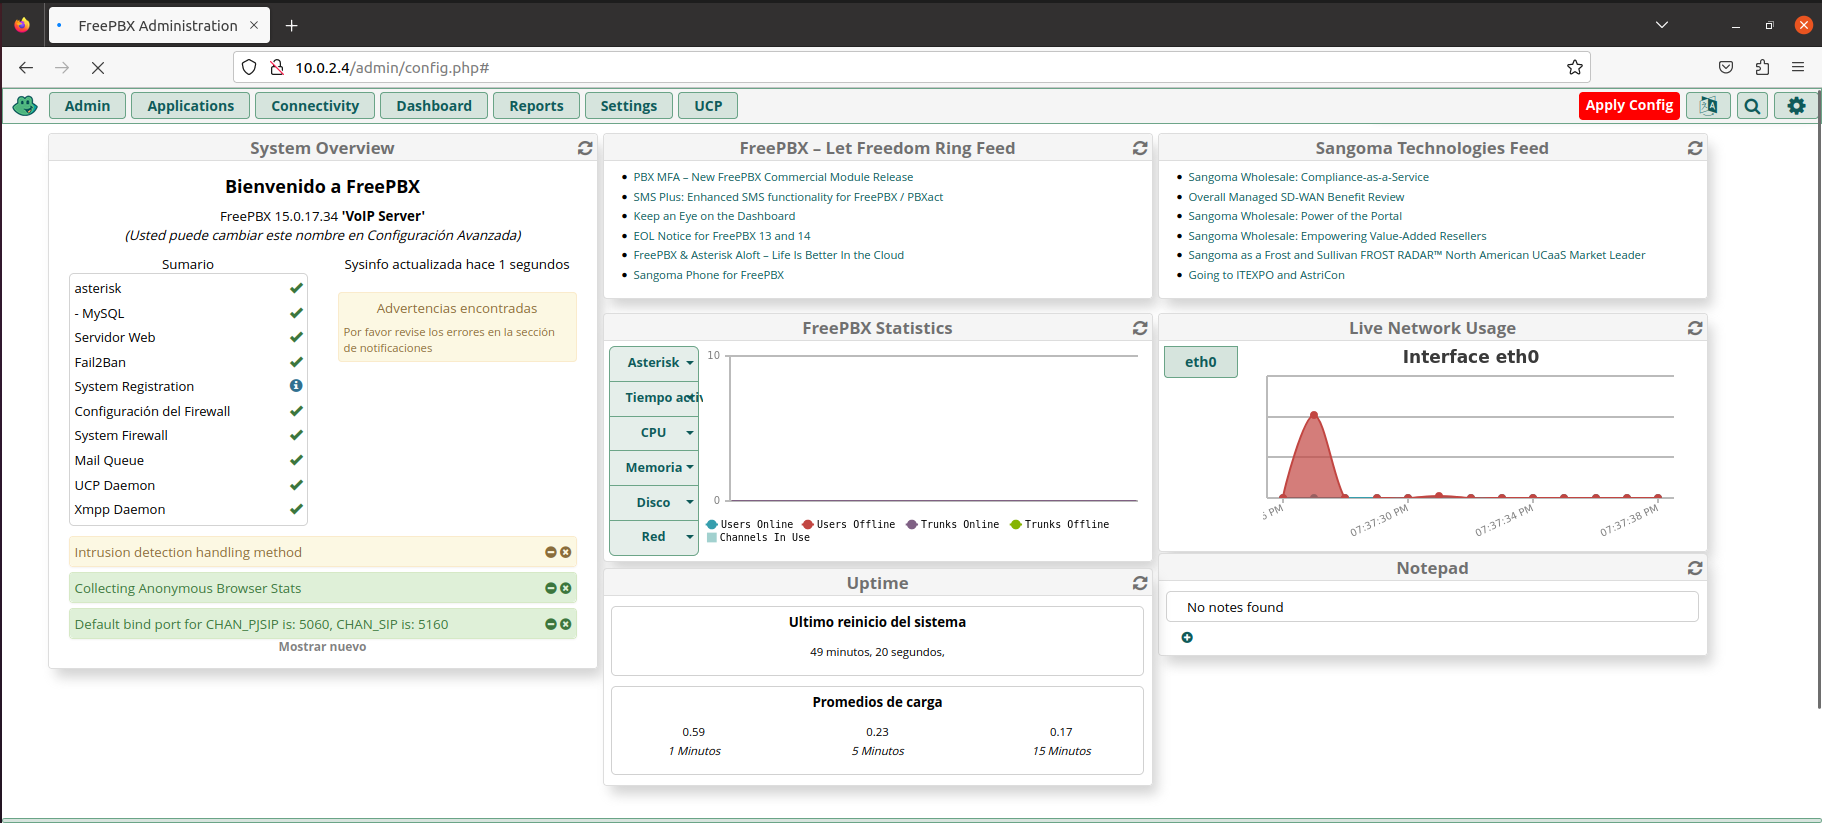 FreePBX Administration
10.0.2.4/admin/config.php#
Admin
Applications
Connectivity
Dashboard
Reports
Settings
UCP
Apply Config
System Overview
Bienvenido a FreePBX
FreePBX 15.0.17.34 'VoIP Server'
(Usted puede cambiar este nombre en Configuración Avanzada)
Sumario
asterisk
- MySQL
Servidor Web
Fail2Ban
System Registration
Configuración del Firewall
System Firewall
Mail Queue
UCP Daemon
Xmpp Daemon
Sysinfo actualizada hace 1 segundos
Advertencias encontradas
Por favor revise los errores en la sección
de notificaciones
Intrusion detection handling method
Collecting Anonymous Browser Stats
Default bind port for CHAN_PJSIP is: 5060, CHAN_SIP is: 5160
Mostrar nuevo
FreePBX – Let Freedom Ring Feed
PBX MFA – New FreePBX Commercial Module Release
SMS Plus: Enhanced SMS functionality for FreePBX / PBXact
Keep an Eye on the Dashboard
EOL Notice for FreePBX 13 and 14
FreePBX & Asterisk Aloft – Life Is Better In the Cloud
Sangoma Phone for FreePBX
FreePBX Statistics
Asterisk
Tiempo activ
CPU
Memoria
Disco
Red
10
0
Users Online
Users Offline
Trunks Online
Trunks Offline
Channels In Use
Uptime
Ultimo reinicio del sistema
49 minutos, 20 segundos,
Promedios de carga
0.59
1 Minutos
0.23
5 Minutos
0.17
15 Minutos
Sangoma Technologies Feed
Sangoma Wholesale: Compliance-as-a-Service
Overall Managed SD-WAN Benefit Review
Sangoma Wholesale: Power of the Portal
Sangoma Wholesale: Empowering Value-Added Resellers
Sangoma as a Frost and Sullivan FROST RADAR™ North American UCaaS Market Leader
Going to ITEXPO and AstriCon
Live Network Usage
eth0
Interface eth0
PM
07:37:30 PM
07:37:34 PM
07:37:38 PM
Notepad
No notes found